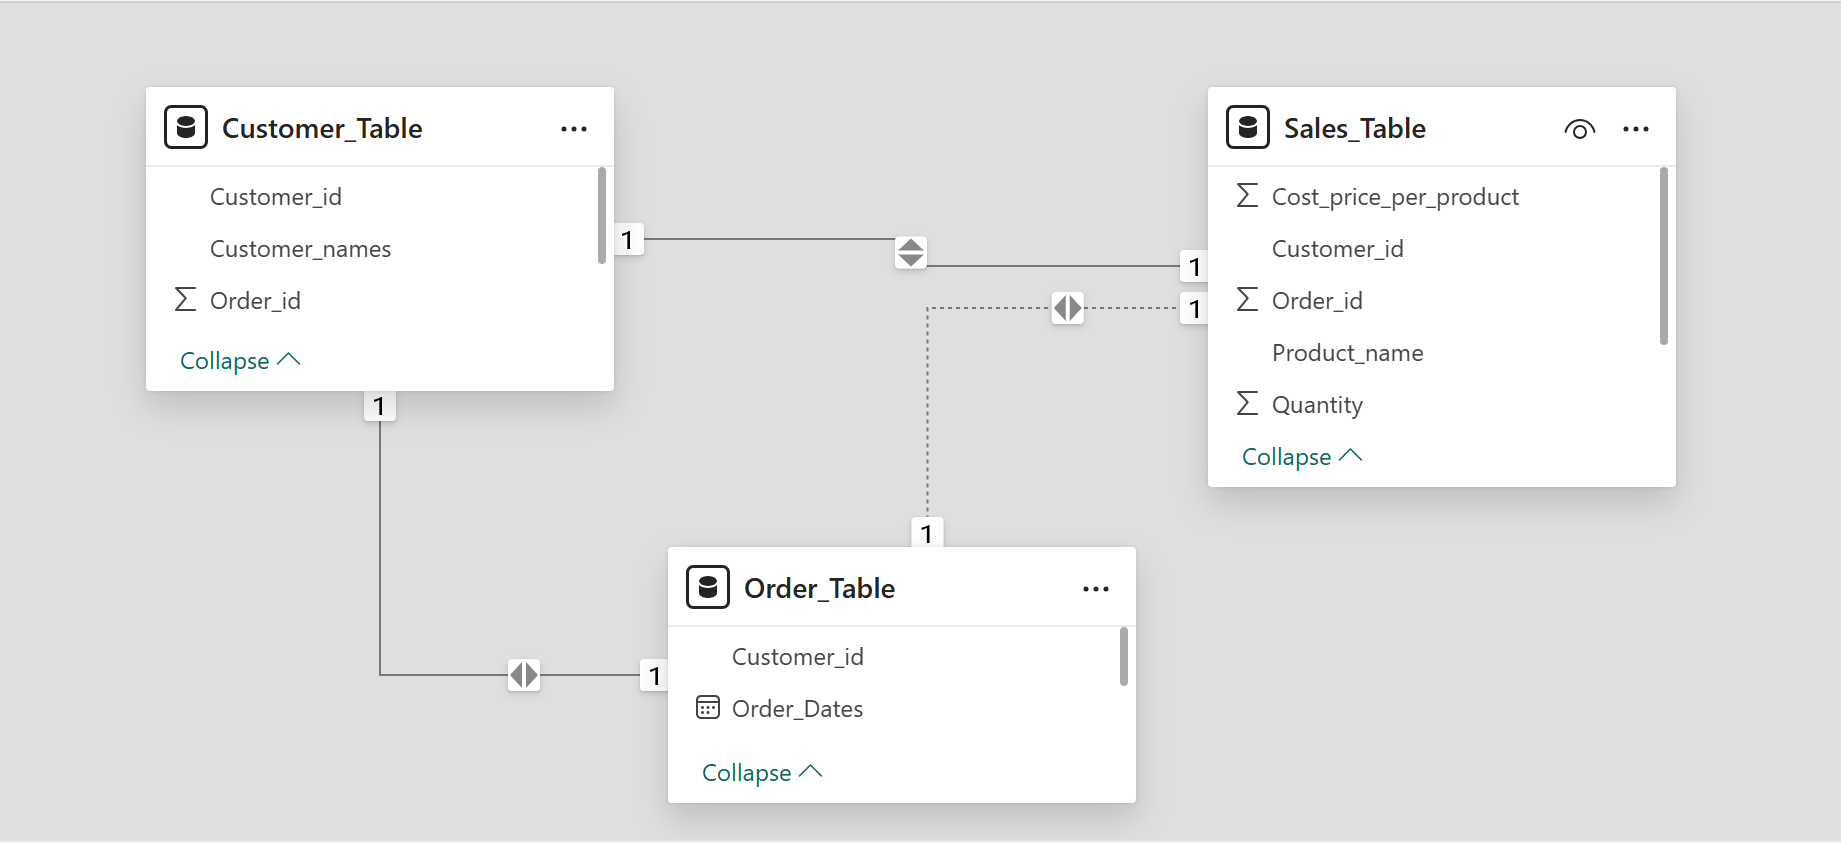 Customer_Table
Customer_id
Customer_names
Order_id
Collapse
1
1
Sales_Table
Cost_price_per_product
Customer_id
Order_id
Product_name
Quantity
Collapse
1
1
1
Order_Table
Customer_id
Order_Dates
Collapse
1